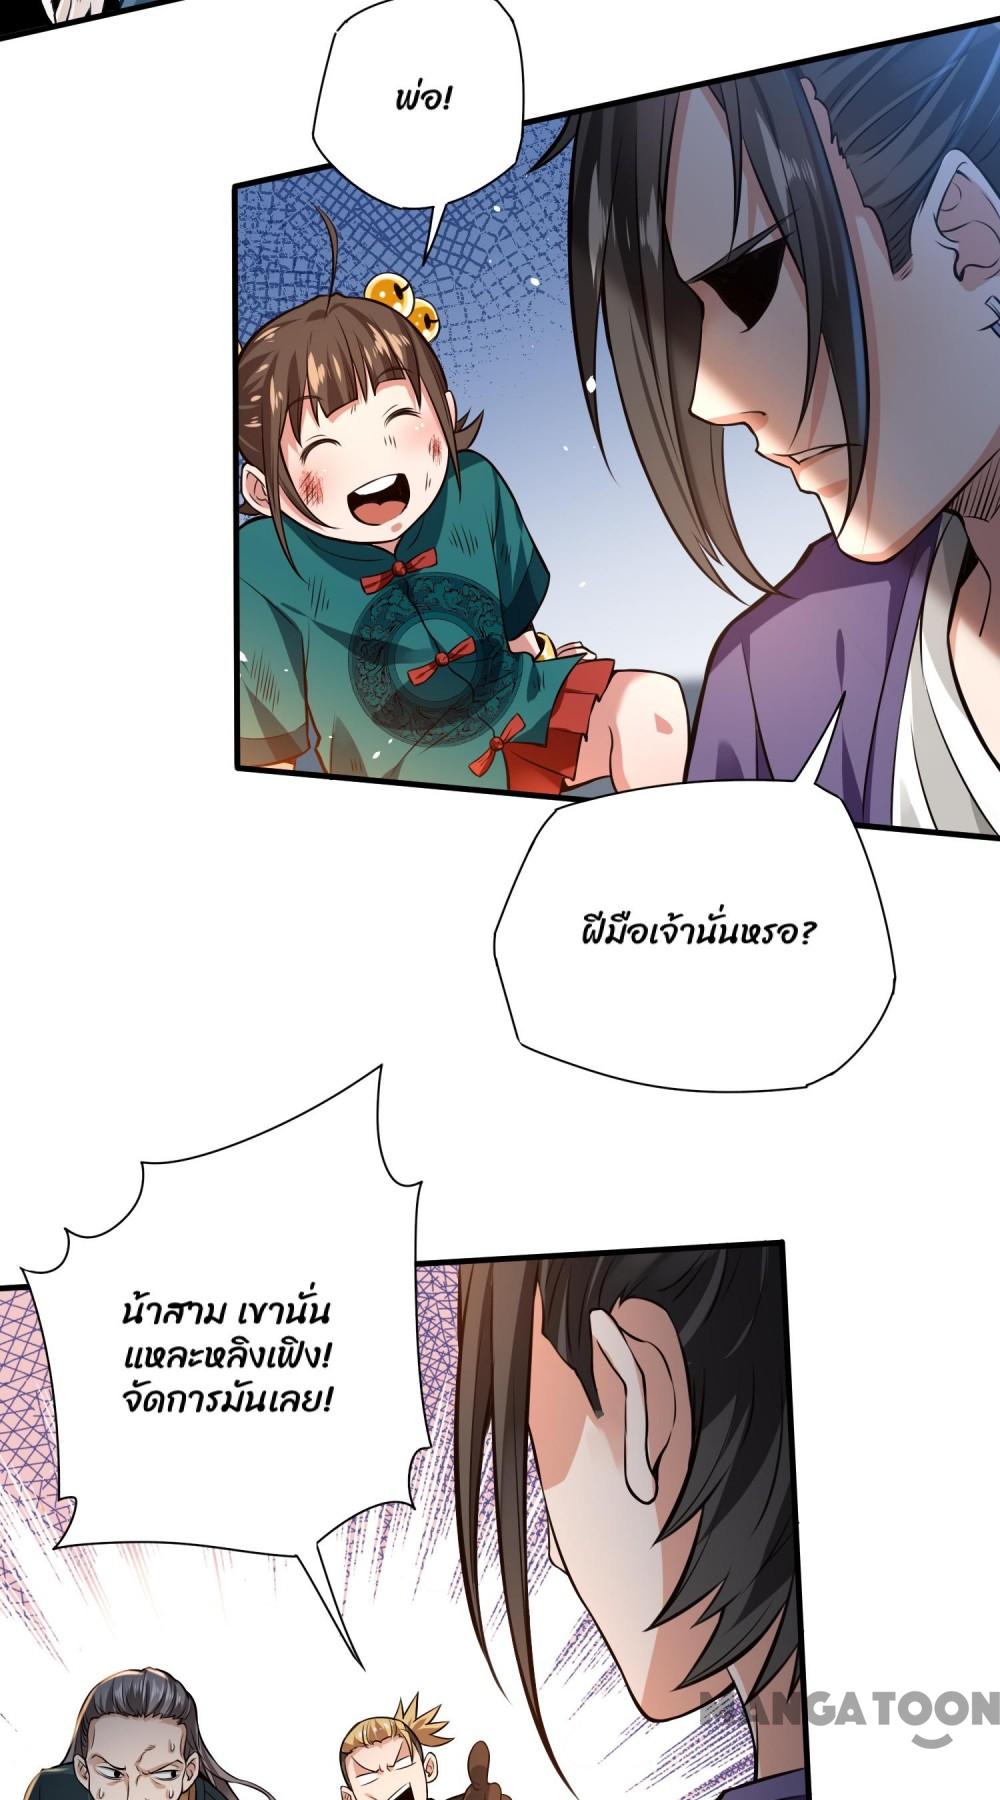 พ่อ!
ฝีมือเจ้านั่นหรอ?
น้าสาม เขานั่น
แหละหลิงเฟิง!
จัดการมันเลย!
MANGATOON